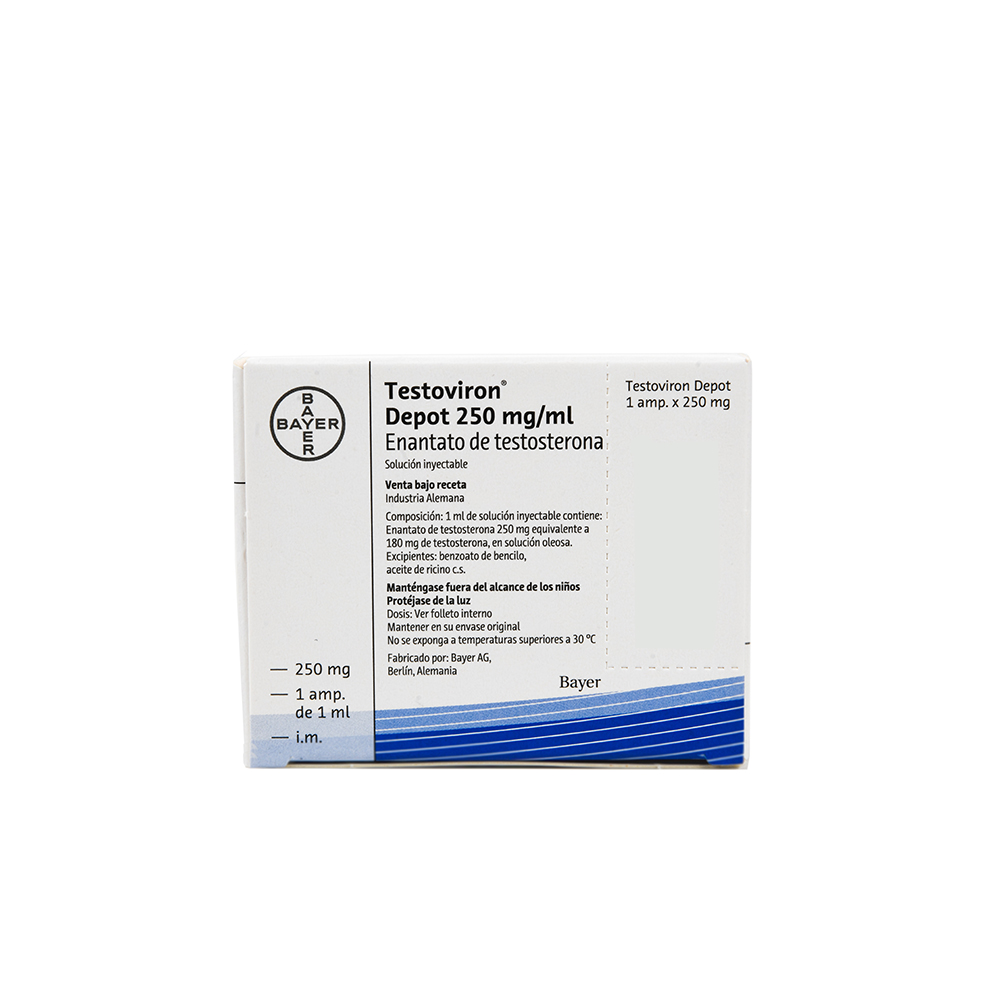 BAYER
BAYER
Testoviron®
Depot 250 mg/ml
Enantato de testosterona
Solución inyectable
Venta bajo receta
Industria Alemana
Composición: 1 ml de solución inyectable contiene:
Enantato de testosterona 250 mg equivalente a
180 mg de testosterona, en solución oleosa.
Excipientes: benzoato de bencilo,
aceite de ricino c.s.
Manténgase fuera del alcance de los niños
Protéjase de la luz
Dosis: Ver folleto interno
Mantener en su envase original
No se exponga a temperaturas superiores a 30 °C
Fabricado por: Bayer AG,
Berlín, Alemania
Bayer
— 250 mg
— 1 amp.
de 1 ml
— i.m.
Testoviron Depot
1 amp. x 250 mg